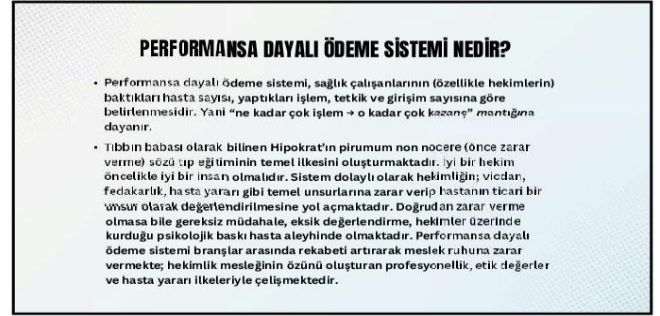 PERFORMANSA DAYALI ÖDEME SİSTEMİ NEDİR?
• Performansa dayalı ödeme sistemi, sağlık çalışanlarının (özellikle hekimlerin)
baktıkları hasta sayısı, yaptıkları işlem, tetkik ve girişim sayısına göre
belirlenmesidir. Yani “ne kadar çok işlem → o kadar çok kazanç” mantığına
dayanır.
• Tıbbın babası olarak bilinen Hipokrat’ın pirumum non nocere (önce zarar
verme) sözü tıp eğitiminin temel ilkesini oluşturmaktadır. İyi bir hekim
öncelikle iyi bir insan olmalıdır. Sistem dolaylı olarak hekimliğin; vicdan,
fedakarlık, hasta yararı gibi temel unsurlarına zarar verip hastanın ticari bir
unsur olarak değerlendirilmesine yol açmaktadır. Doğrudan zarar verme
olmasa bile gereksiz müdahale, eksik değerlendirme, hekimler üzerinde
kurduğu psikolojik baskı hasta aleyhinde olmaktadır. Performansa dayalı
ödeme sistemi branşlar arasında rekabeti artırarak meslek ruhuna zarar
vermekte; hekimlik mesleğinin özünü oluşturan profesyonellik, etik değerler
ve hasta yararı ilkeleriyle çelişmektedir.